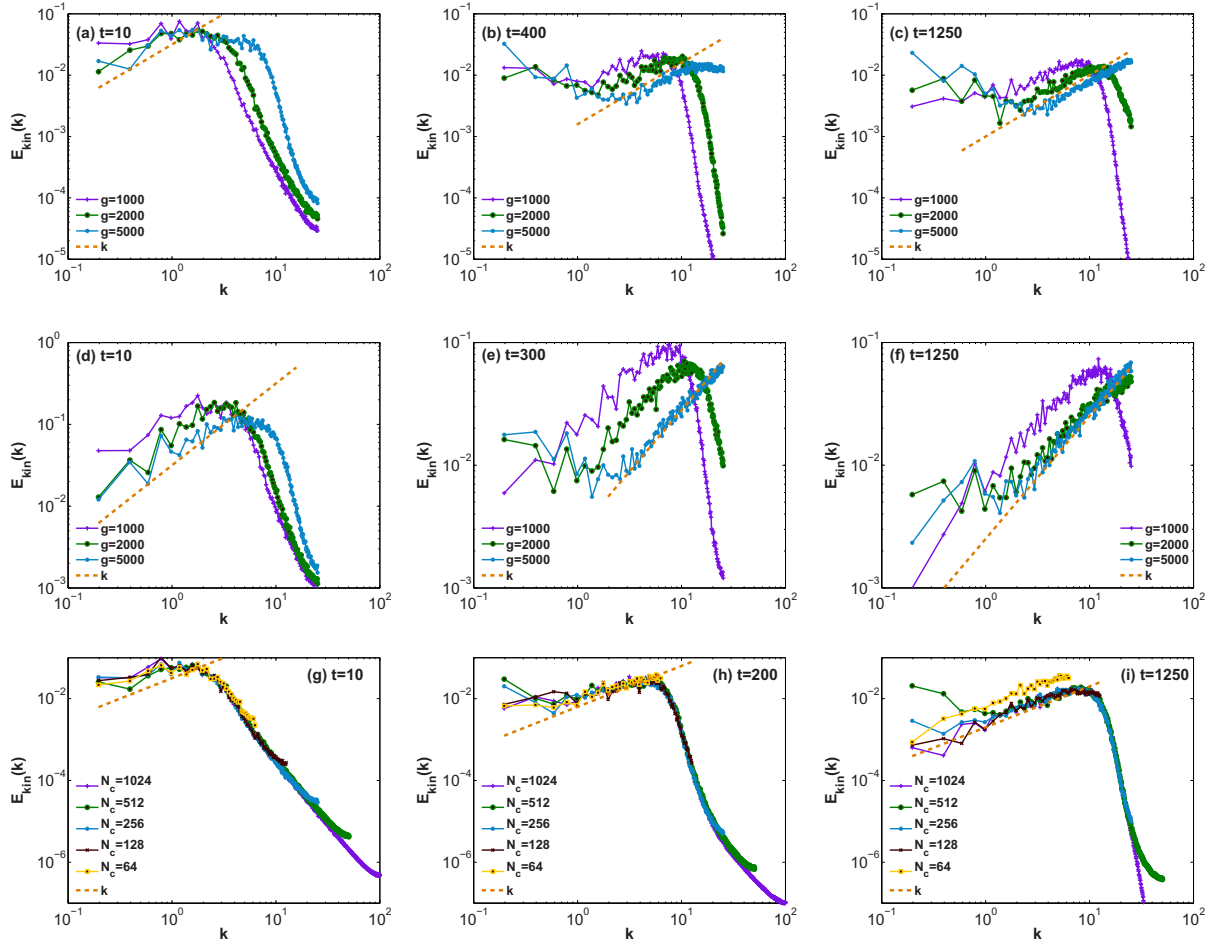 (a) t=10
10^-1
10^-2
10^-3
10^-4
10^-5
E_kin(k)
g=1000
g=2000
g=5000
k
10^-1 10^0 10^1 10^2
k
(b) t=400
10^-1
10^-2
10^-3
10^-4
10^-5
E_kin(k)
g=1000
g=2000
g=5000
k
10^-1 10^0 10^1 10^2
k
(c) t=1250
10^-1
10^-2
10^-3
10^-4
10^-5
E_kin(k)
g=1000
g=2000
g=5000
k
10^-1 10^0 10^1 10^2
k
(d) t=10
10^0
10^-1
10^-2
10^-3
E_kin(k)
g=1000
g=2000
g=5000
k
10^-1 10^0 10^1 10^2
k
(e) t=300
10^-1
10^-2
10^-3
E_kin(k)
g=1000
g=2000
g=5000
k
10^-1 10^0 10^1 10^2
k
(f) t=1250
10^-1
10^-2
10^-3
E_kin(k)
g=1000
g=2000
g=5000
k
10^-1 10^0 10^1 10^2
k
(g) t=10
10^-2
10^-4
10^-6
E_kin(k)
N_c=1024
N_c=512
N_c=256
N_c=128
N_c=64
k
10^-1 10^0 10^1 10^2
k
(h) t=200
10^-2
10^-4
10^-6
E_kin(k)
N_c=1024
N_c=512
N_c=256
N_c=128
N_c=64
k
10^-1 10^0 10^1 10^2
k
(i) t=1250
10^-2
10^-4
10^-6
E_kin(k)
N_c=1024
N_c=512
N_c=256
N_c=128
N_c=64
k
10^-1 10^0 10^1 10^2
k